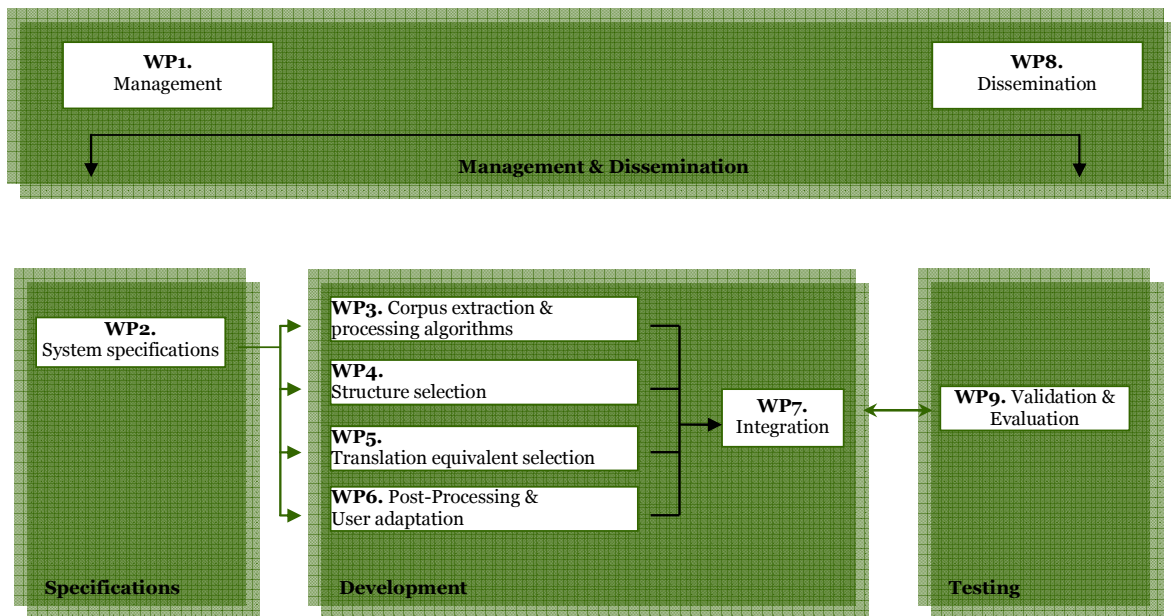 WP1.
Management
WP8.
Dissemination
Management & Dissemination
WP2.
System specifications
Specifications
WP3. Corpus extraction &
processing algorithms
WP4.
Structure selection
WP5.
Translation equivalent selection
WP6. Post-Processing &
User adaptation
WP7.
Integration
Development
WP9. Validation &
Evaluation
Testing